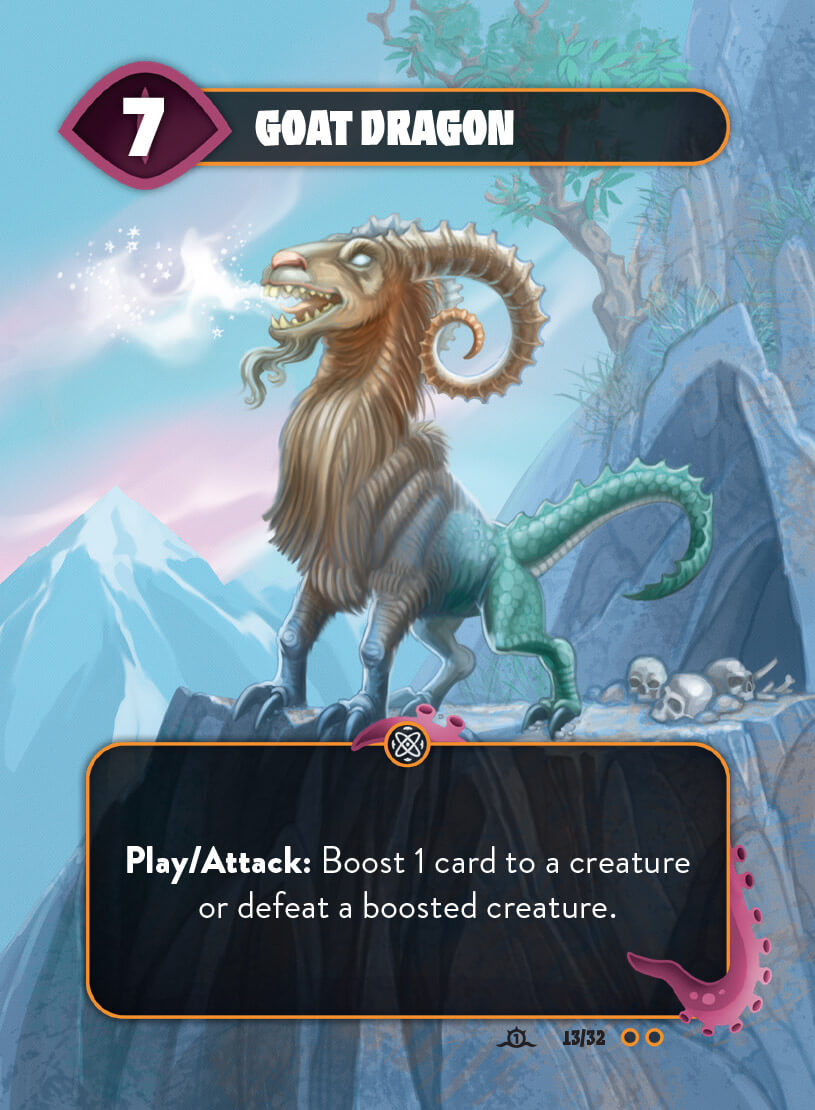 7
GOAT DRAGON
Play/Attack: Boost 1 card to a creature
or defeat a boosted creature.
1 13/32